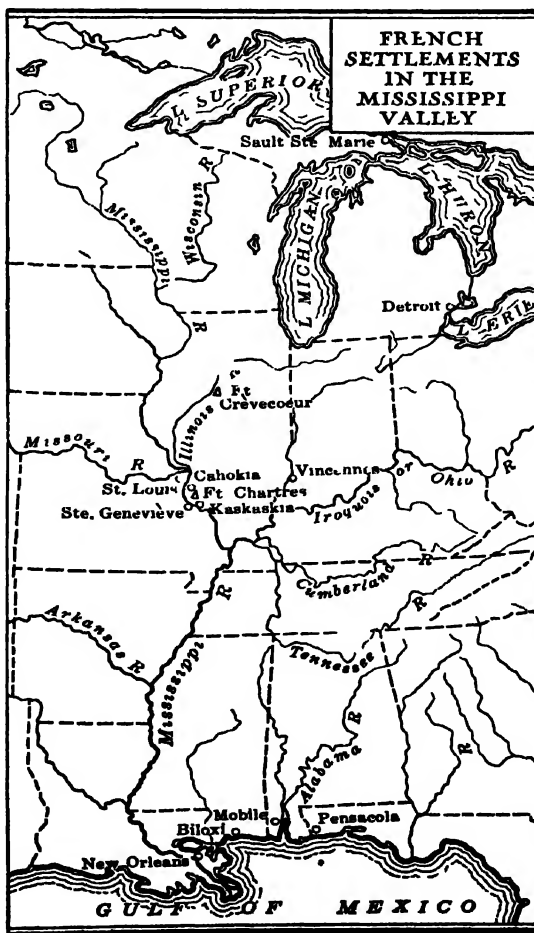 FRENCH
SETTLEMENTS
IN THE
MISSISSIPPI
VALLEY
L. SUPERIOR
Sault Ste Marie
L. HURON
L MICHIGAN
Mississippi R
Wisconsin R
Detroit
L. ERIE
Ft
Crèvecoeur
Illinois
Missouri R
Cahokia
St. Louis
Ft Chartres
Ste. Geneviève
Kaskaskia
Vincennes
Iroquois or Ohio R
Cumberland R
Tennessee R
Arkansas R
Mississippi R
Alabama R
R
Mobile
Biloxi
Pensacola
New Orleans
GULF OF MEXICO